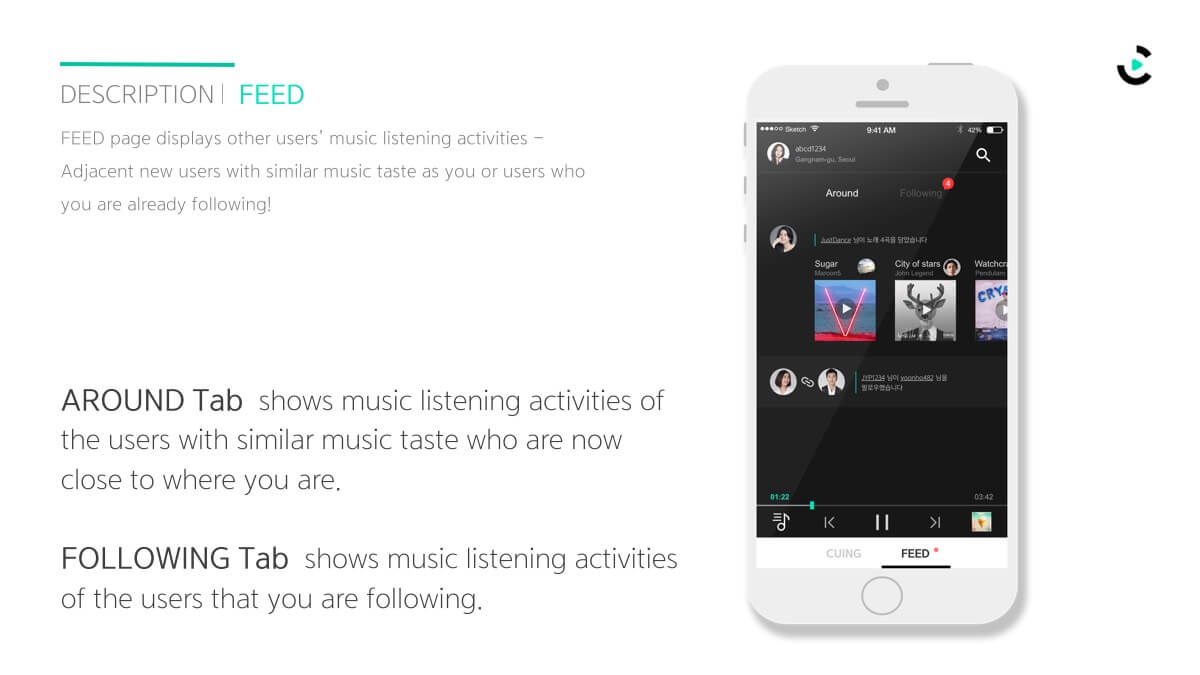 DESCRIPTION| FEED
FEED page displays other users' music listening activities -
Adjacent new users with similar music taste as you or users who
you are already following!
AROUND Tab shows music listening activities of
the users with similar music taste who are now
close to where you are.
FOLLOWING Tab shows music listening activities
of the users that you are following.
Sketch 9:41 AM 42%
abcd1234
Gangnam-gu, Seoul
Around Following 4
JustDance 님이 노래 4곡을 담았습니다
Sugar City of stars Watchcra
Maroon5 John Legend Pendulam
CRYA
JYP1234 님이 yoonho482 님을
팔로우했습니다
01:22 03:42
CUING FEED